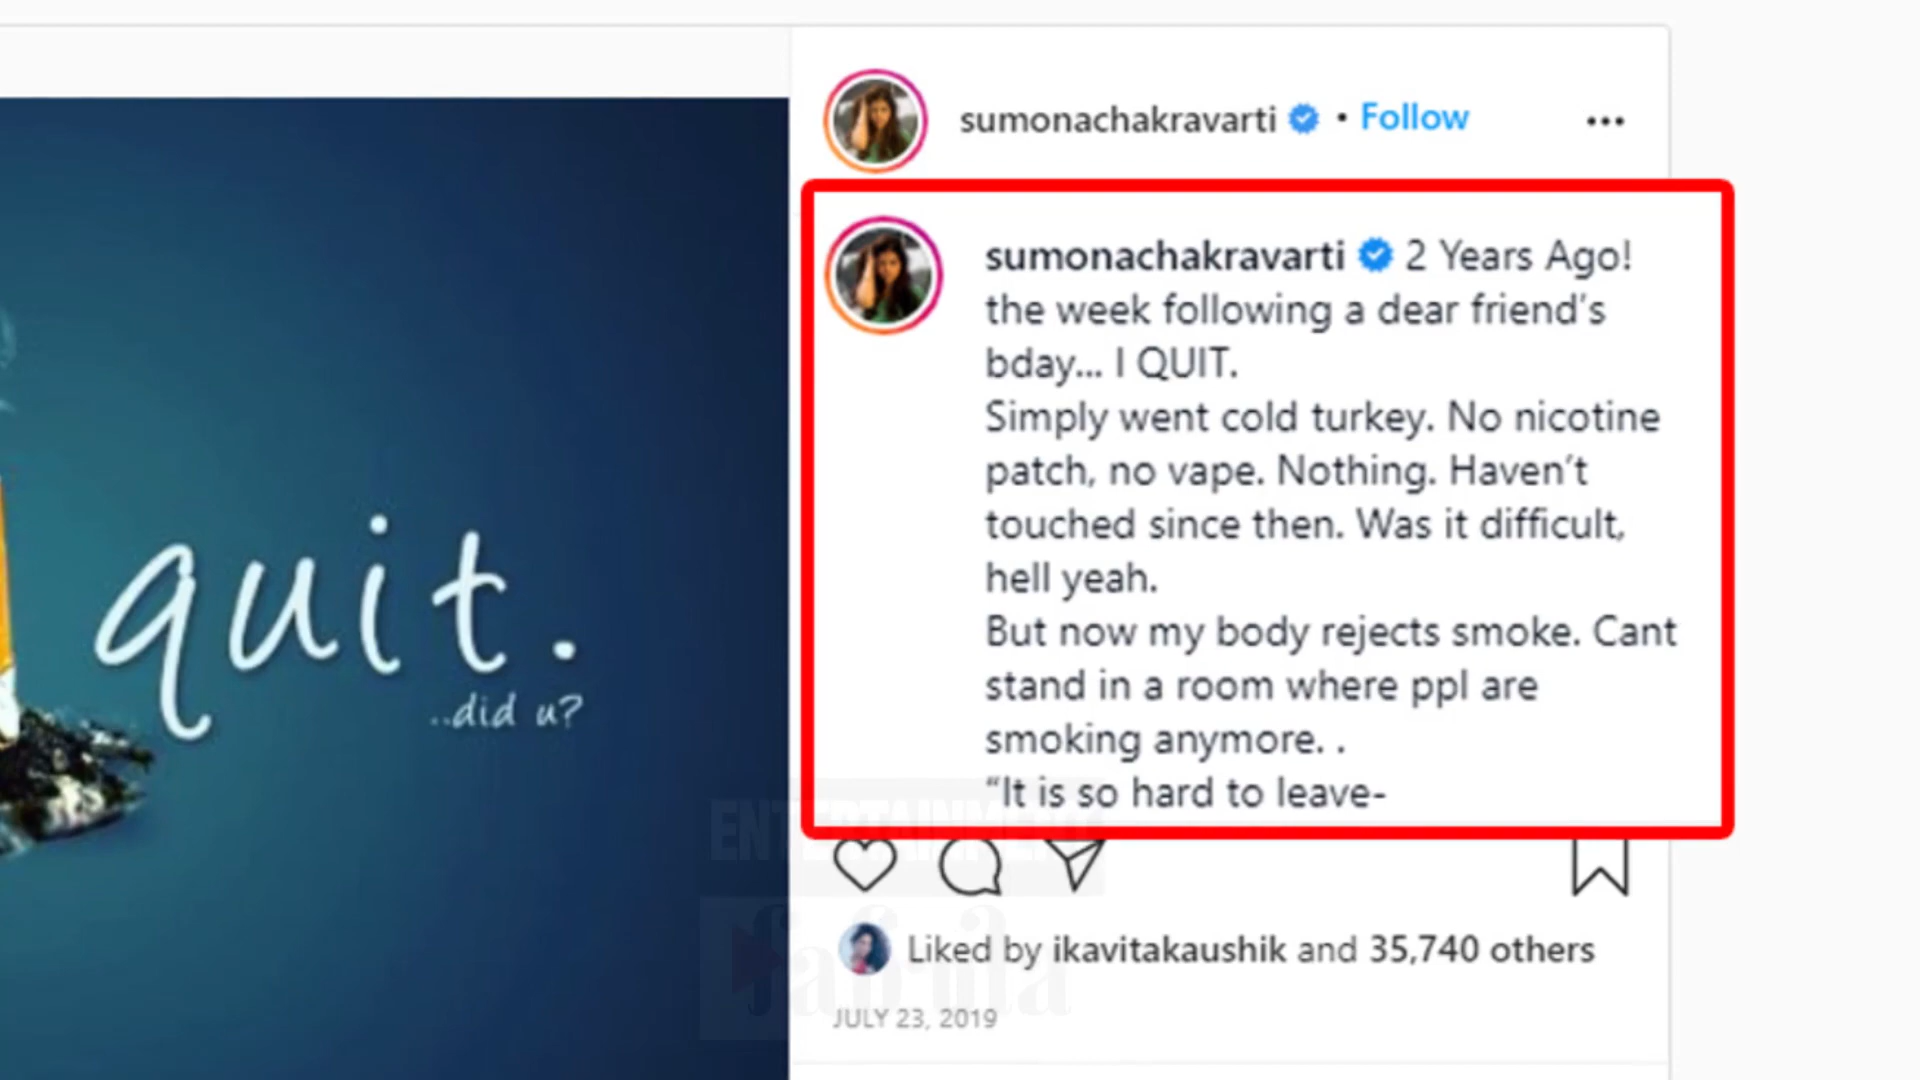 quit.
..did u?
sumonachakravarti • Follow
sumonachakravarti 2 Years Ago!
the week following a dear friend's
bday... I QUIT.
Simply went cold turkey. No nicotine
patch, no vape. Nothing. Haven't
touched since then. Was it difficult,
hell yeah.
But now my body rejects smoke. Cant
stand in a room where ppl are
smoking anymore. .
“It is so hard to leave-
ENTERTAINMENT
Liked by ikavitakaushik and 35,740 others
JULY 23, 2019